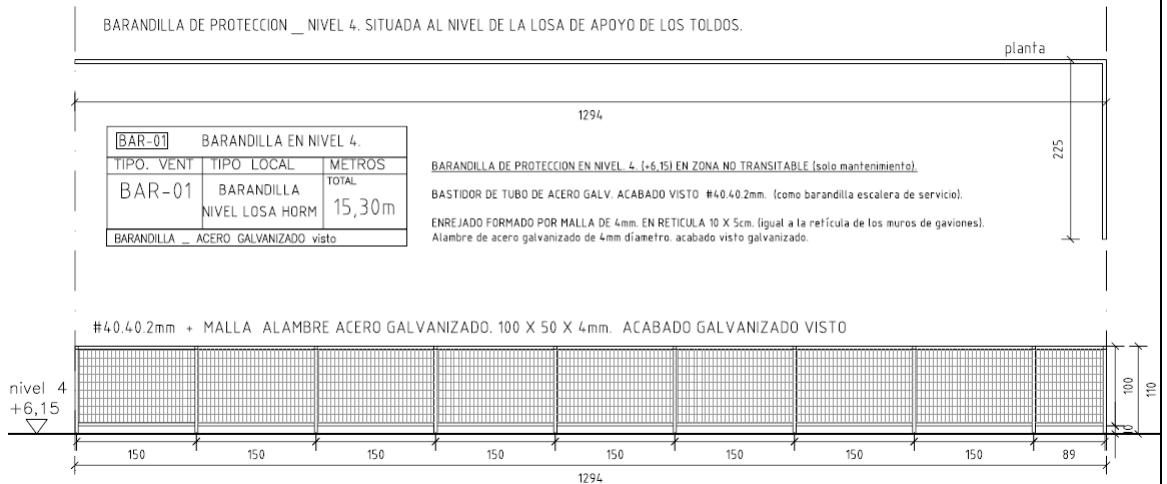 BARANDILLA DE PROTECCION _ NIVEL 4. SITUADA AL NIVEL DE LA LOSA DE APOYO DE LOS TOLDOS.
planta
1294
225
BAR-01 BARANDILLA EN NIVEL 4.
TIPO. VENT TIPO LOCAL METROS
BAR-01 BARANDILLA NIVEL LOSA HORM TOTAL 15,30m
BARANDILLA _ ACERO GALVANIZADO visto
BARANDILLA DE PROTECCION EN NIVEL. 4. (+6,15) EN ZONA NO TRANSITABLE (solo mantenimiento).
BASTIDOR DE TUBO DE ACERO GALV. ACABADO VISTO #40.40.2mm. (como barandilla escalera de servicio).
ENREJADO FORMADO POR MALLA DE 4mm. EN RETICULA 10 X 5cm. (igual a la retícula de los muros de gaviones).
Alambre de acero galvanizado de 4mm díametro. acabado visto galvanizado.
#40.40.2mm + MALLA ALAMBRE ACERO GALVANIZADO. 100 X 50 X 4mm. ACABADO GALVANIZADO VISTO
nivel 4
+6,15
100
110
10
150 150 150 150 150 150 150 150 89
1294